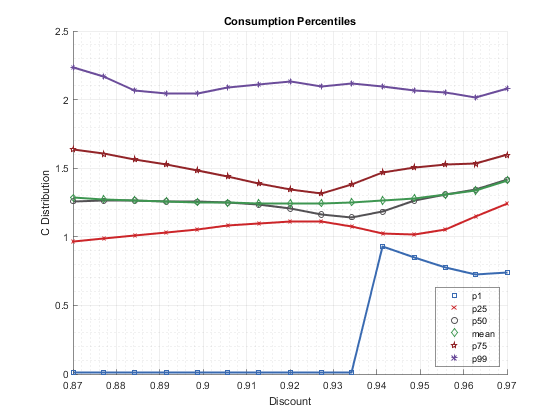 Consumption Percentiles
2.5
2
1.5
1
0.5
0
C Distribution
0.87 0.88 0.89 0.9 0.91 0.92 0.93 0.94 0.95 0.96 0.97
Discount
p1
p25
p50
mean
p75
p99